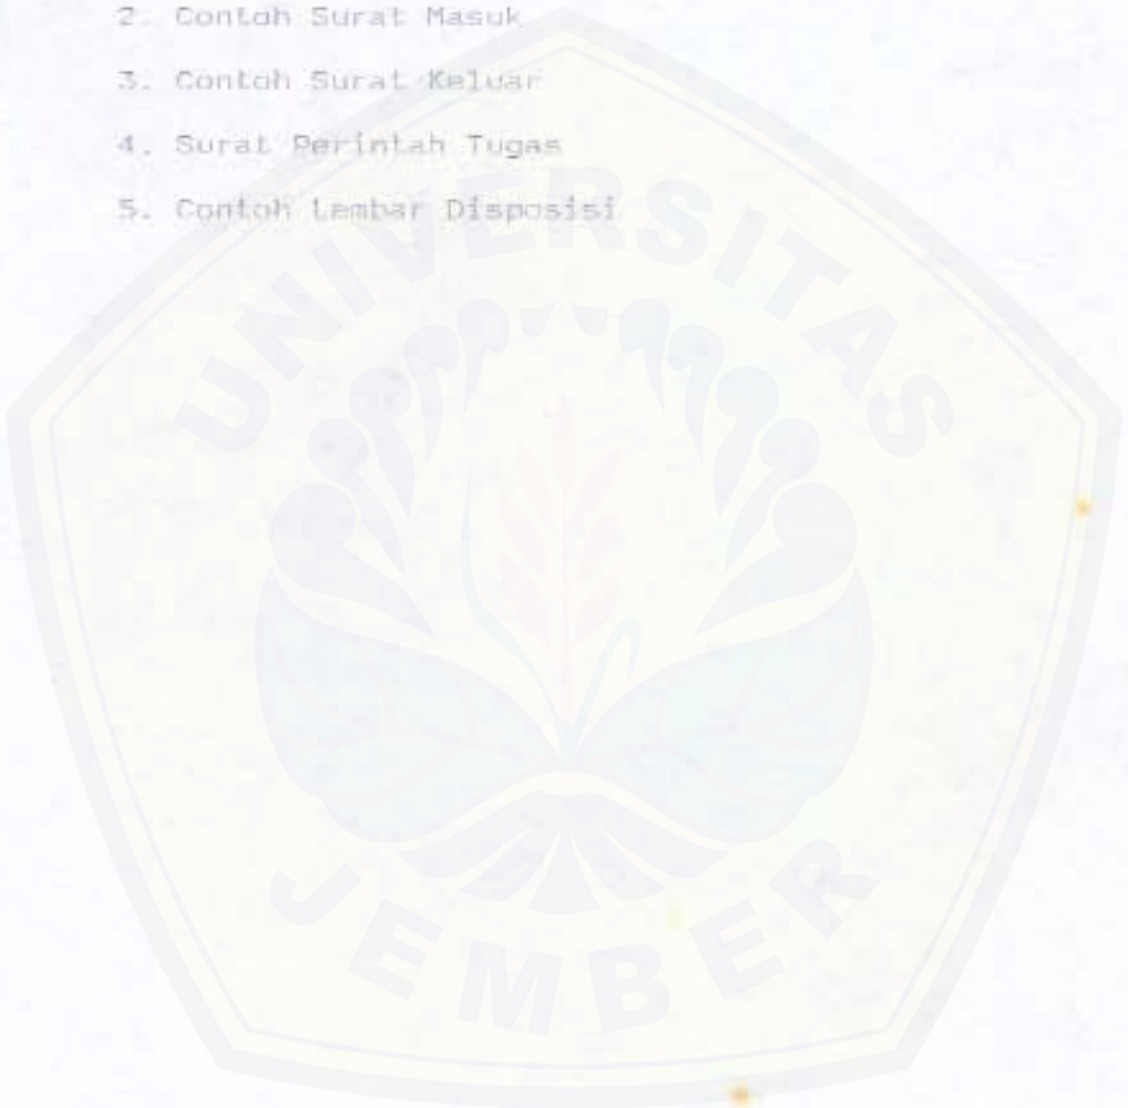 2. Contoh Surat Masuk
3. Contoh Surat Keluar
4. Surat Perintah Tugas
5. Contoh Lembar Disposisi
UNIVERSITAS
JEMBER